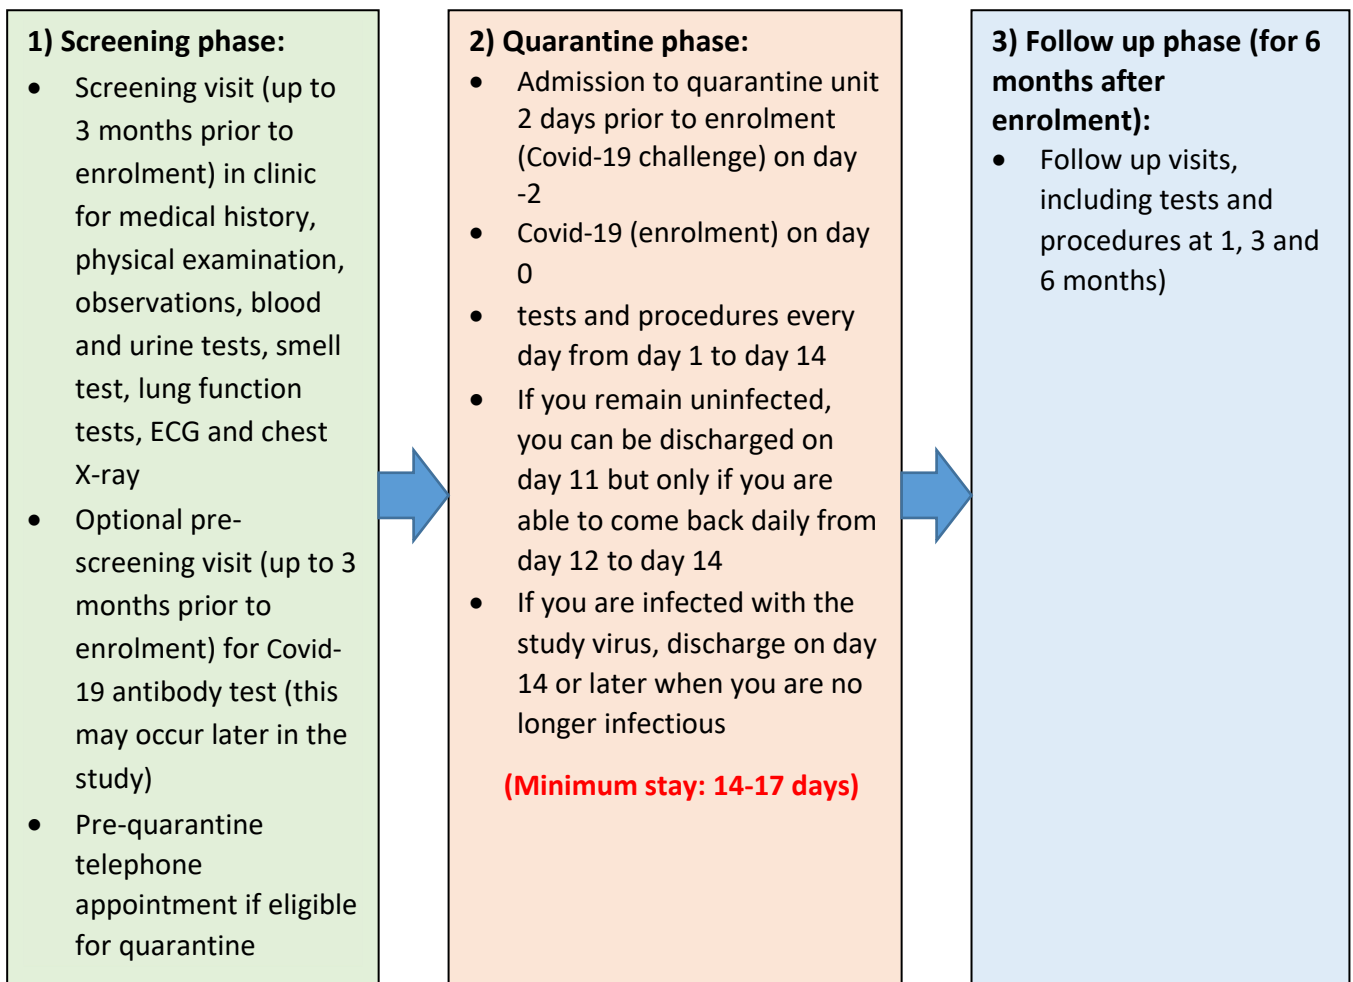 1) Screening phase:
• Screening visit (up to
3 months prior to
enrolment) in clinic
for medical history,
physical examination,
observations, blood
and urine tests, smell
test, lung function
tests, ECG and chest
X-ray
• Optional pre-
screening visit (up to 3
months prior to
enrolment) for Covid-
19 antibody test (this
may occur later in the
study)
• Pre-quarantine
telephone
appointment if eligible
for quarantine
2) Quarantine phase:
• Admission to quarantine unit
2 days prior to enrolment
(Covid-19 challenge) on day
-2
• Covid-19 (enrolment) on day
0
• tests and procedures every
day from day 1 to day 14
• If you remain uninfected,
you can be discharged on
day 11 but only if you are
able to come back daily from
day 12 to day 14
• If you are infected with the
study virus, discharge on day
14 or later when you are no
longer infectious
(Minimum stay: 14-17 days)
3) Follow up phase (for 6
months after
enrolment):
• Follow up visits,
including tests and
procedures at 1, 3 and
6 months)